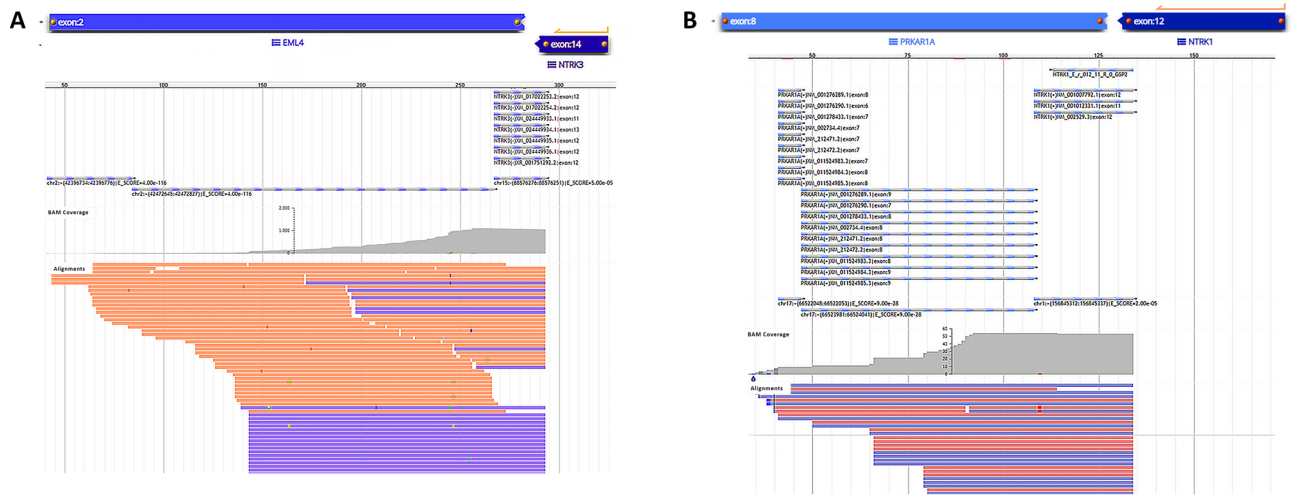 A
exon:2
EML4
exon:14
NTRK3
50 100 150 200 250 300
NTRK3(-)XM_017022253.2|exon:12
NTRK3(-)XM_017022254.2|exon:12
NTRK3(-)XM_024449933.1|exon:11
NTRK3(-)XM_024449934.1|exon:13
NTRK3(-)XM_024449935.1|exon:12
NTRK3(-)XM_024449936.1|exon:12
NTRK3(-)XR_001751292.2|exon:12
chr2:-(42396734:42396776)|E_SCORE=4.00e-116
chr2:-(42472645:42472827)|E_SCORE=4.00e-116
chr15:-(88576276:88576251)|E_SCORE=5.00e-05
BAM Coverage
2.000
1.000
0
Alignments
B
exon:8
PRKAR1A
exon:12
NTRK1
50 75 100 125 150
NTRK1_E_r_012_11_R_0_GSP2
PRKAR1A(+)NM_001276289.1|exon:8
PRKAR1A(+)NM_001276290.1|exon:6
PRKAR1A(+)NM_001278433.1|exon:7
PRKAR1A(+)NM_002734.4|exon:7
PRKAR1A(+)NM_212471.2|exon:7
PRKAR1A(+)NM_212472.2|exon:7
PRKAR1A(+)XM_011524983.3|exon:7
PRKAR1A(+)XM_011524984.3|exon:8
PRKAR1A(+)XM_011524985.3|exon:8
NTRK1(+)NM_001007792.1|exon:12
NTRK1(+)NM_001012331.1|exon:11
NTRK1(+)NM_002529.3|exon:12
PRKAR1A(+)NM_001276289.1|exon:9
PRKAR1A(+)NM_001276290.1|exon:7
PRKAR1A(+)NM_001278433.1|exon:8
PRKAR1A(+)NM_002734.4|exon:8
PRKAR1A(+)NM_212471.2|exon:8
PRKAR1A(+)NM_212472.2|exon:8
PRKAR1A(+)XM_011524983.3|exon:8
PRKAR1A(+)XM_011524984.3|exon:9
PRKAR1A(+)XM_011524985.3|exon:9
chr17:-(66522048:66522053)|E_SCORE=9.00e-28
chr17:-(66523981:66524041)|E_SCORE=9.00e-28
chr1:-(156845312:156845337)|E_SCORE=2.00e-05
BAM Coverage
60
50
40
30
20
10
0
Alignments